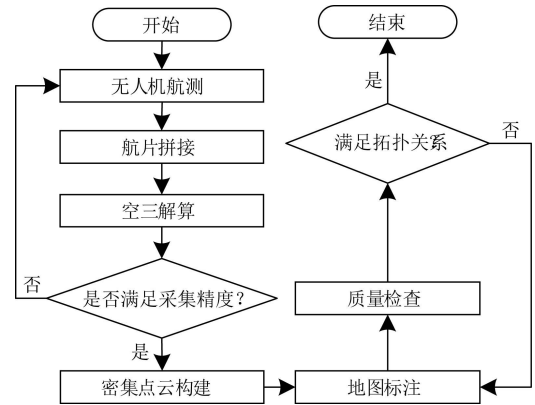 开始
无人机航测
航片拼接
空三解算
是否满足采集精度？
否
是
密集点云构建
地图标注
质量检查
满足拓扑关系？
否
是
结束